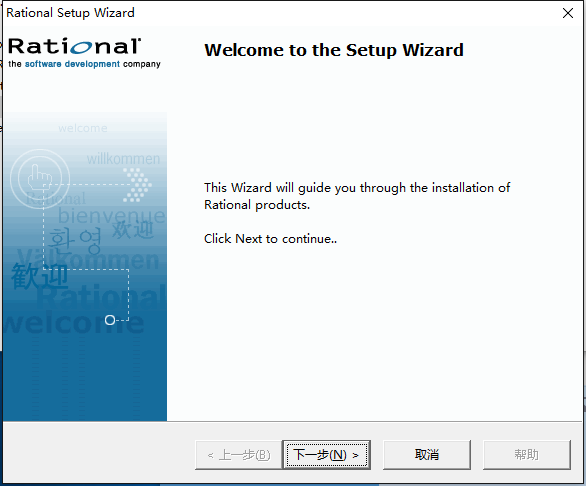 Rational Setup Wizard
Rational
the software development company
Welcome to the Setup Wizard
welcome
willkommen
Rational
bienvenue
환영 欢迎
Välkommen
歡迎
Rational
welcome
This Wizard will guide you through the installation of
Rational products.
Click Next to continue..
< 上一步(B) 下一步(N) > 取消 帮助